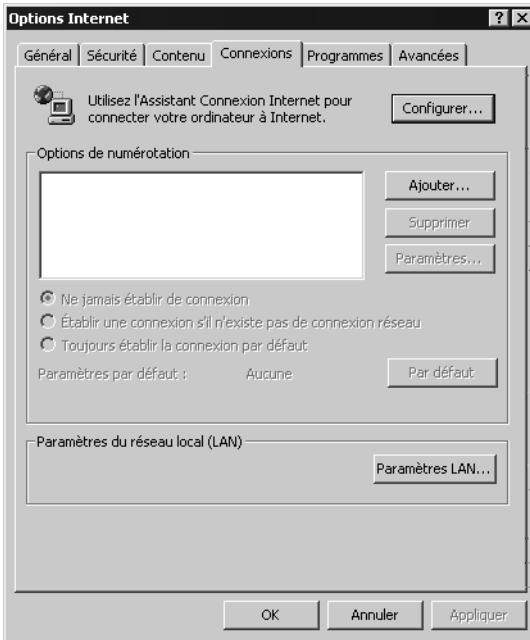 Options Internet
Général Sécurité Contenu Connexions Programmes Avancées
Utilisez l'Assistant Connexion Internet pour
connecter votre ordinateur à Internet.
Configurer...
Options de numérotation
Ajouter...
Supprimer
Paramètres...
Ne jamais établir de connexion
Établir une connexion s'il n'existe pas de connexion réseau
Toujours établir la connexion par défaut
Paramètres par défaut : Aucune Par défaut
Paramètres du réseau local (LAN)
Paramètres LAN...
OK Annuler Appliquer